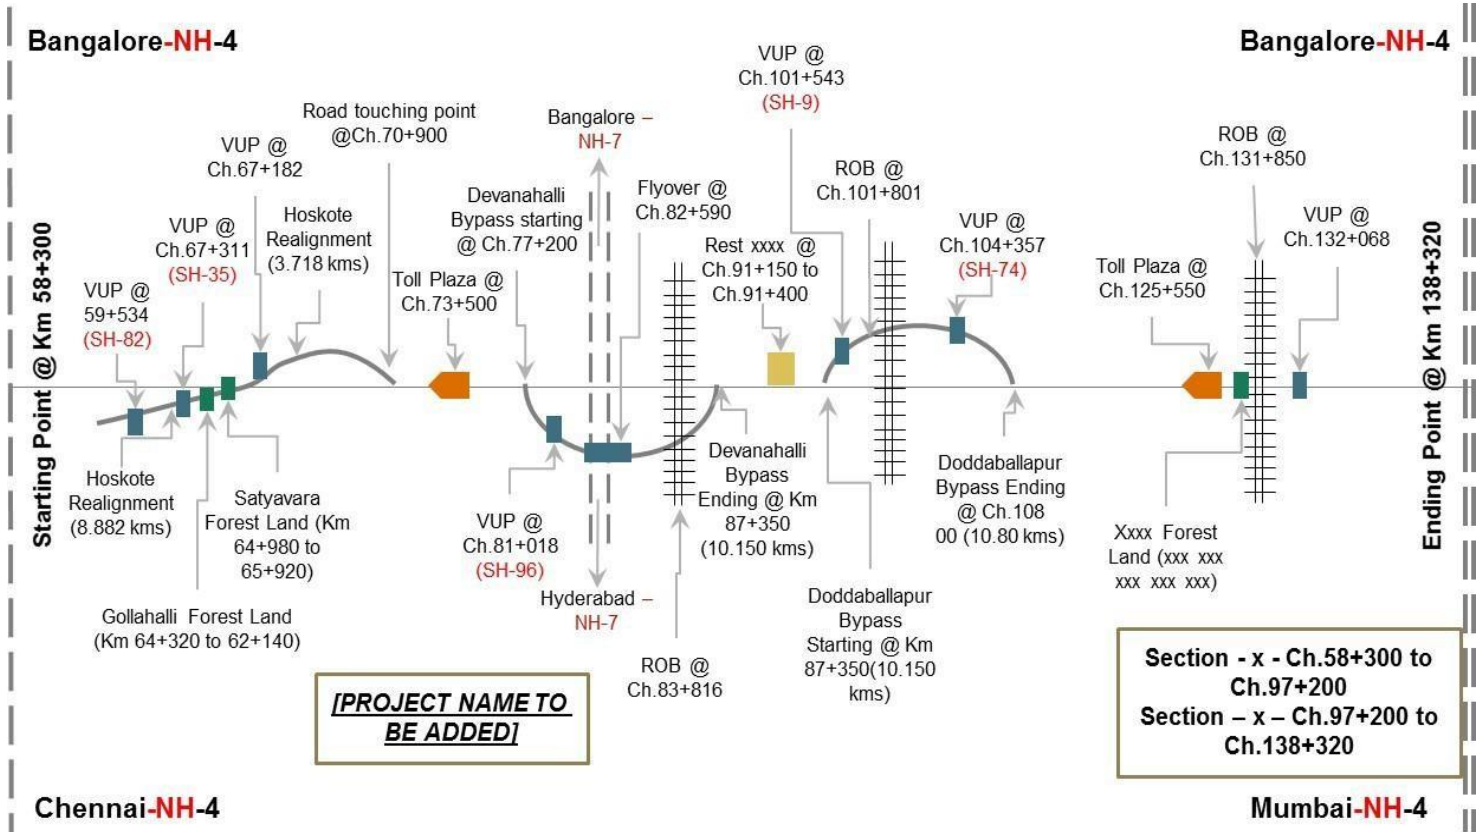 Bangalore-NH-4
Bangalore-NH-4
Starting Point @ Km 58+300
VUP @
59+534
(SH-82)
VUP @
Ch.67+311
(SH-35)
VUP @
Ch.67+182
Hoskote
Realignment
(3.718 kms)
Road touching point
@Ch.70+900
Toll Plaza @
Ch.73+500
Devanahalli
Bypass starting
@ Ch.77+200
Bangalore –
NH-7
Flyover @
Ch.82+590
Rest xxxx @
Ch.91+150 to
Ch.91+400
VUP @
Ch.101+543
(SH-9)
ROB @
Ch.101+801
VUP @
Ch.104+357
(SH-74)
Toll Plaza @
Ch.125+550
ROB @
Ch.131+850
VUP @
Ch.132+068
Ending Point @ Km 138+320
Hoskote
Realignment
(8.882 kms)
Satyavara
Forest Land (Km
64+980 to
65+920)
Gollahalli Forest Land
(Km 64+320 to 62+140)
VUP @
Ch.81+018
(SH-96)
Hyderabad –
NH-7
ROB @
Ch.83+816
Devanahalli
Bypass
Ending @ Km
87+350
(10.150 kms)
Doddaballapur
Bypass
Starting @ Km
87+350(10.150
kms)
Doddaballapur
Bypass Ending
@ Ch.108
00 (10.80 kms)
Xxxx Forest
Land (xxx xxx
xxx xxx xxx)
[PROJECT NAME TO
BE ADDED]
Section - x - Ch.58+300 to
Ch.97+200
Section – x – Ch.97+200 to
Ch.138+320
Chennai-NH-4
Mumbai-NH-4